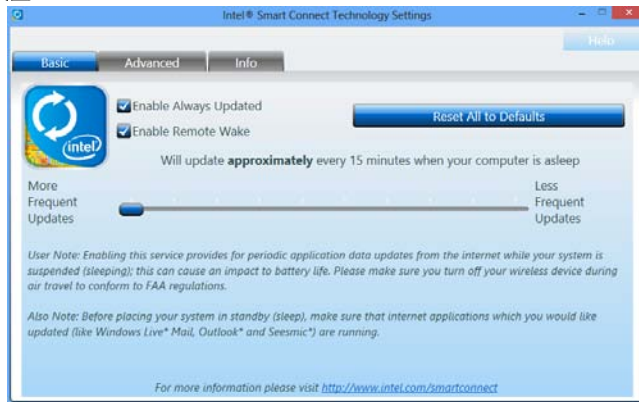 Intel® Smart Connect Technology Settings
Help
Basic
Advanced
Info
Enable Always Updated
Enable Remote Wake
Reset All to Defaults
(intel)
Will update approximately every 15 minutes when your computer is asleep
More
Frequent
Updates
Less
Frequent
Updates
User Note: Enabling this service provides for periodic application data updates from the internet while your system is
suspended (sleeping); this can cause an impact to battery life. Please make sure you turn off your wireless device during
air travel to conform to FAA regulations.
Also Note: Before placing your system in standby (sleep), make sure that internet applications which you would like
updated (like Windows Live* Mail, Outlook* and Seesmic*) are running.
For more information please visit http://www.intel.com/smartconnect